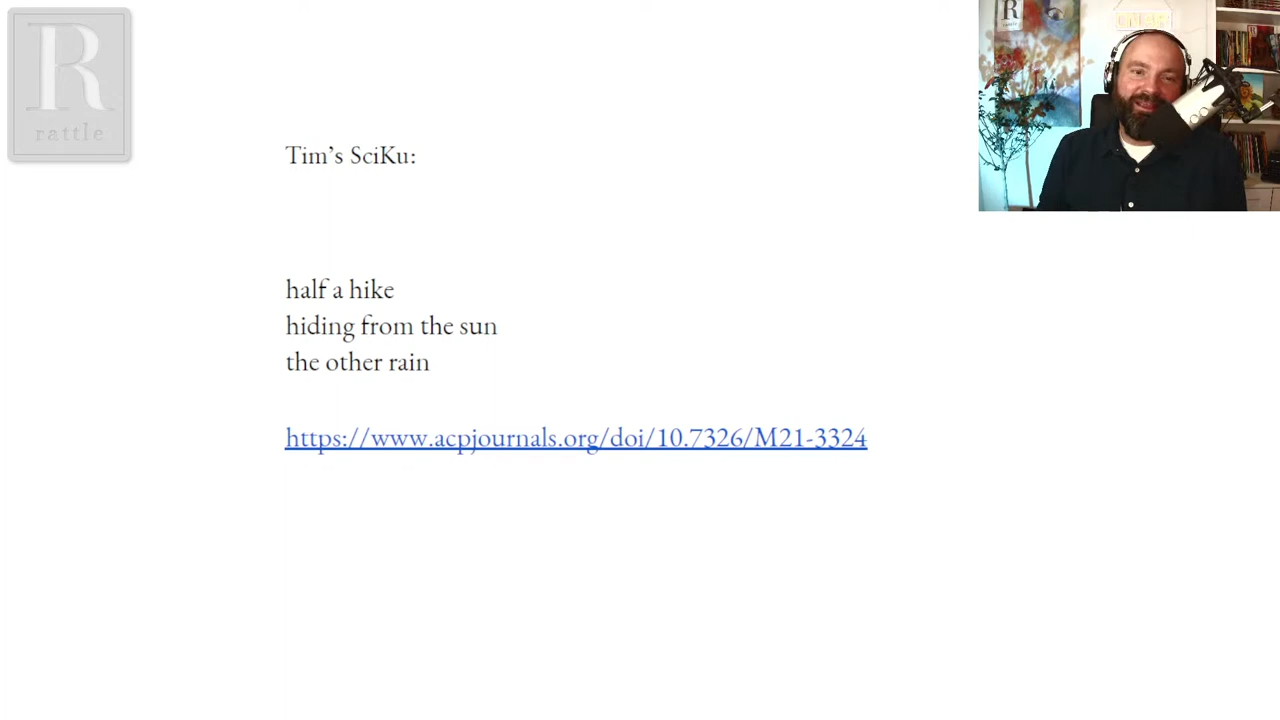 R
rattle
R
rattle
Tim's SciKu:
half a hike
hiding from the sun
the other rain
https://www.acpjournals.org/doi/10.7326/M21-3324